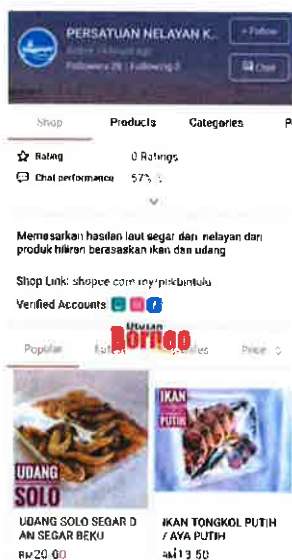 PERSATUAN NELAYAN K..
+ Follow
Followers 28 | Following 0
Chat
Shop
Products
Categories
Rating
0 Ratings
Chat performance
57%
Memasarkan hasilan laut segar dari nelayan dan
produk hiliran berasaskan ikan dan udang
Shop Link: shopee.com.my/pnkbintulu
Verified Accounts
Utusan
Borneo
Popular
Price
UDANG
SOLO
IKAN
PUTIH
UDANG SOLO SEGAR D
AN SEGAR BEKU
RM20.00
IKAN TONGKOL PUTIH
/ AYA PUTIH
RM13.50